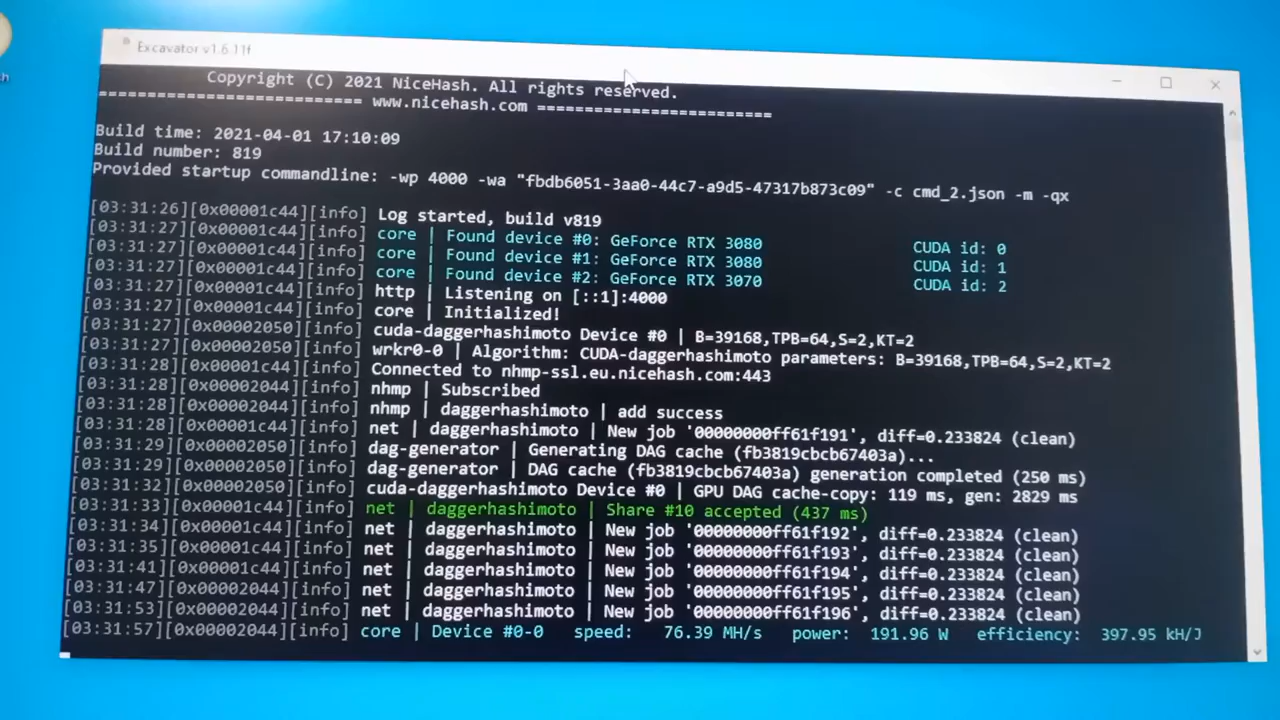 Excavator v1.6.11f
Copyright (C) 2021 NiceHash. All rights reserved.
========================== www.nicehash.com ========================
Build time: 2021-04-01 17:10:09
Build number: 819
Provided startup commandline: -wp 4000 -wa "fbdb6051-3aa0-44c7-a9d5-47317b873c09" -c cmd_2.json -m -qx
[03:31:26][0x00001c44][info] Log started, build v819
[03:31:27][0x00001c44][info] core | Found device #0: GeForce RTX 3080 CUDA id: 0
[03:31:27][0x00001c44][info] core | Found device #1: GeForce RTX 3080 CUDA id: 1
[03:31:27][0x00001c44][info] core | Found device #2: GeForce RTX 3070 CUDA id: 2
[03:31:27][0x00001c44][info] http | Listening on [::1]:4000
[03:31:27][0x00001c44][info] core | Initialized!
[03:31:27][0x00002050][info] cuda-daggerhashimoto Device #0 | B=39168,TPB=64,S=2,KT=2
[03:31:27][0x00002050][info] wrkr0-0 | Algorithm: CUDA-daggerhashimoto parameters: B=39168,TPB=64,S=2,KT=2
[03:31:28][0x00001c44][info] Connected to nhmp-ssl.eu.nicehash.com:443
[03:31:28][0x00002044][info] nhmp | Subscribed
[03:31:28][0x00002044][info] nhmp | daggerhashimoto | add success
[03:31:28][0x00001c44][info] net | daggerhashimoto | New job '00000000ff61f191', diff=0.233824 (clean)
[03:31:29][0x00002050][info] dag-generator | Generating DAG cache (fb3819cbcb67403a)...
[03:31:29][0x00002050][info] dag-generator | DAG cache (fb3819cbcb67403a) generation completed (250 ms)
[03:31:32][0x00002050][info] cuda-daggerhashimoto Device #0 | GPU DAG cache-copy: 119 ms, gen: 2829 ms
[03:31:33][0x00001c44][info] net | daggerhashimoto | Share #10 accepted (437 ms)
[03:31:34][0x00001c44][info] net | daggerhashimoto | New job '00000000ff61f192', diff=0.233824 (clean)
[03:31:35][0x00001c44][info] net | daggerhashimoto | New job '00000000ff61f193', diff=0.233824 (clean)
[03:31:41][0x00001c44][info] net | daggerhashimoto | New job '00000000ff61f194', diff=0.233824 (clean)
[03:31:47][0x00002044][info] net | daggerhashimoto | New job '00000000ff61f195', diff=0.233824 (clean)
[03:31:53][0x00002044][info] net | daggerhashimoto | New job '00000000ff61f196', diff=0.233824 (clean)
[03:31:57][0x00002044][info] core | Device #0-0 speed: 76.39 MH/s power: 191.96 W efficiency: 397.95 kH/J